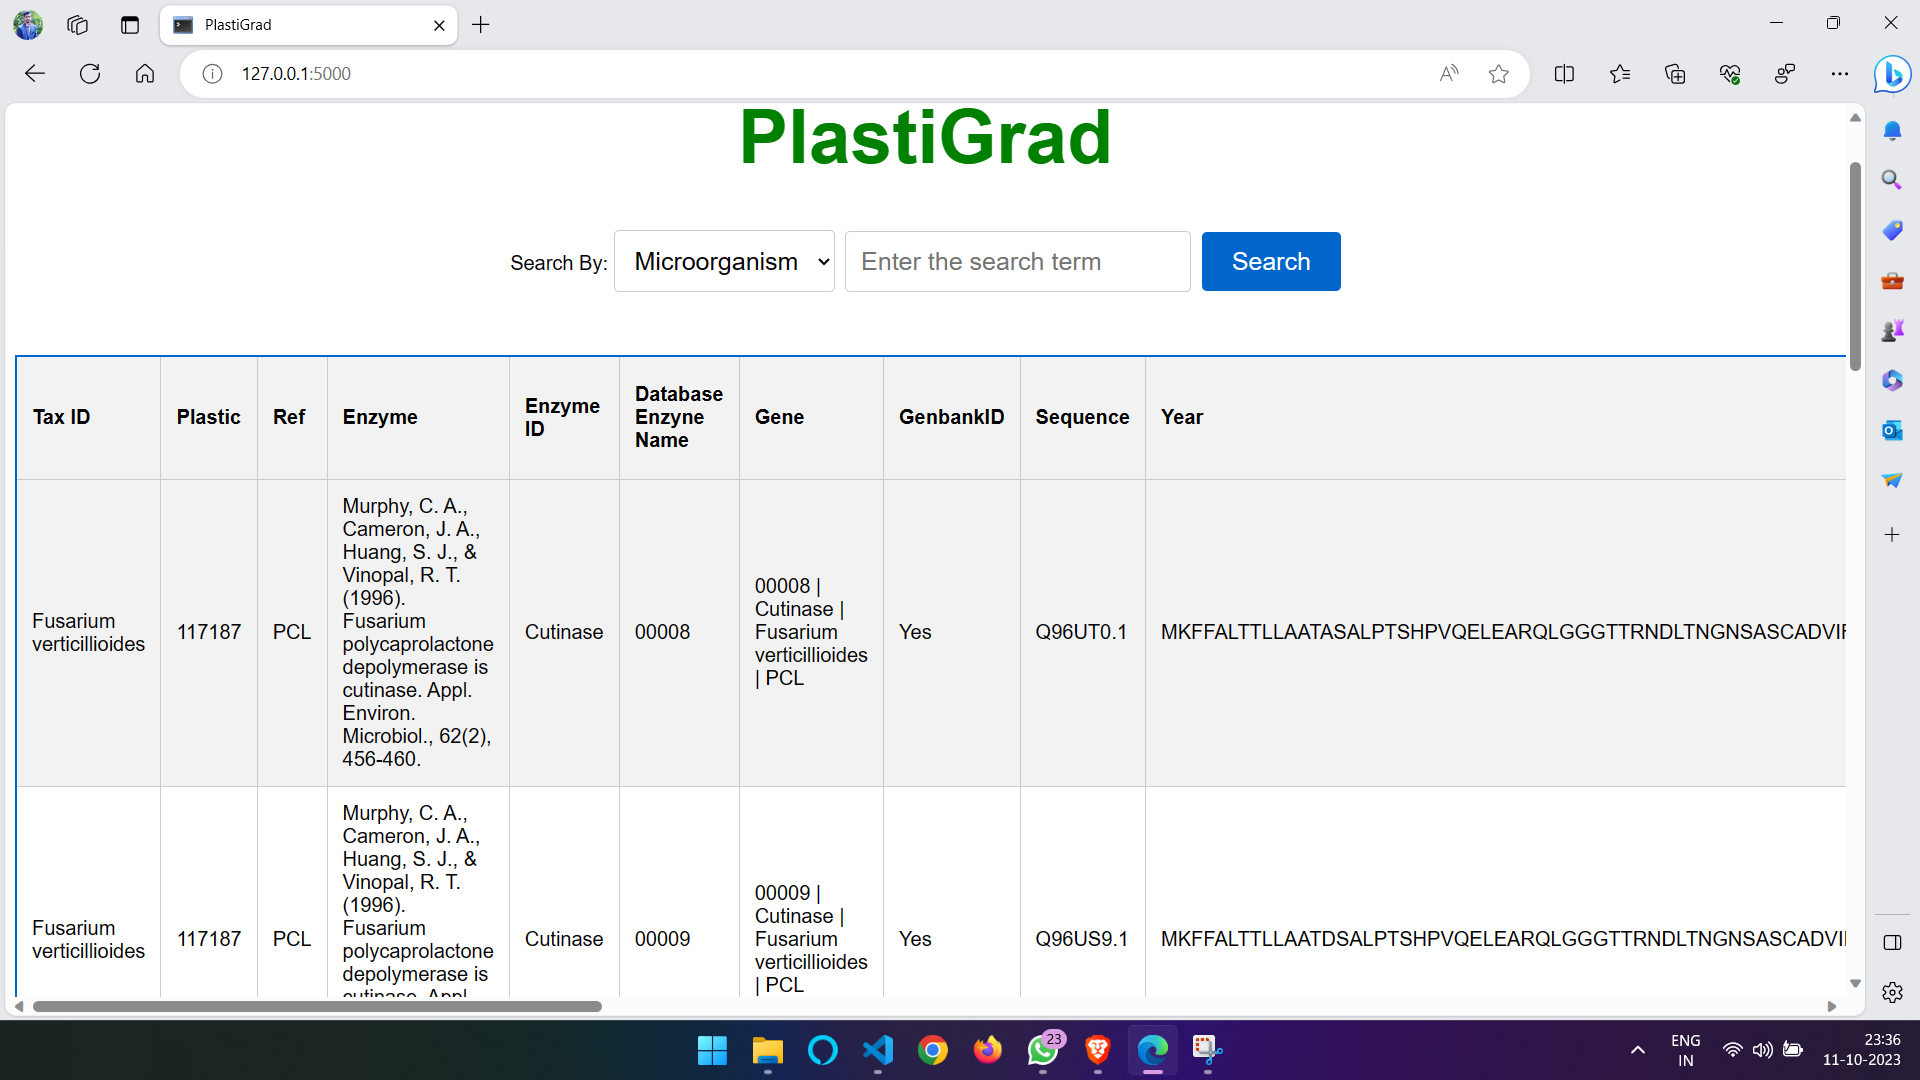 PlastiGrad
127.0.0.1:5000
PlastiGrad
Search By: Microorganism Enter the search term Search
Tax ID Plastic Ref Enzyme Enzyme ID Database Enzyne Name Gene GenbankID Sequence Year
Fusarium
verticillioides
117187
PCL
Murphy, C. A.,
Cameron, J. A.,
Huang, S. J., &
Vinopal, R. T.
(1996).
Fusarium
polycaprolactone
depolymerase is
cutinase. Appl.
Environ.
Microbiol., 62(2),
456-460.
Cutinase
00008
00008 |
Cutinase |
Fusarium
verticillioides
| PCL
Yes
Q96UT0.1
MKFFALTTLLAATASALPTSHPVQELEARQLGGGTTRNDLTNGNSASCADVI
Fusarium
verticillioides
117187
PCL
Murphy, C. A.,
Cameron, J. A.,
Huang, S. J., &
Vinopal, R. T.
(1996).
Fusarium
polycaprolactone
depolymerase is
cutinase. Appl.
Cutinase
00009
00009 |
Cutinase |
Fusarium
verticillioides
| PCL
Yes
Q96US9.1
MKFFALTTLLAATDSALPTSHPVQELEARQLGGGTTRNDLTNGNSASCADVI
23
ENG
IN
23:36
11-10-2023